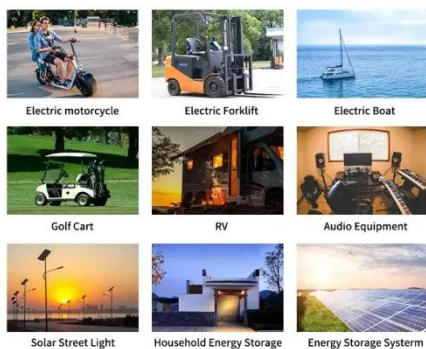 Electric motorcycle
Electric Forklift
Electric Boat
Golf Cart
RV
Audio Equipment
Solar Street Light
Household Energy Storage
Energy Storage Systerm